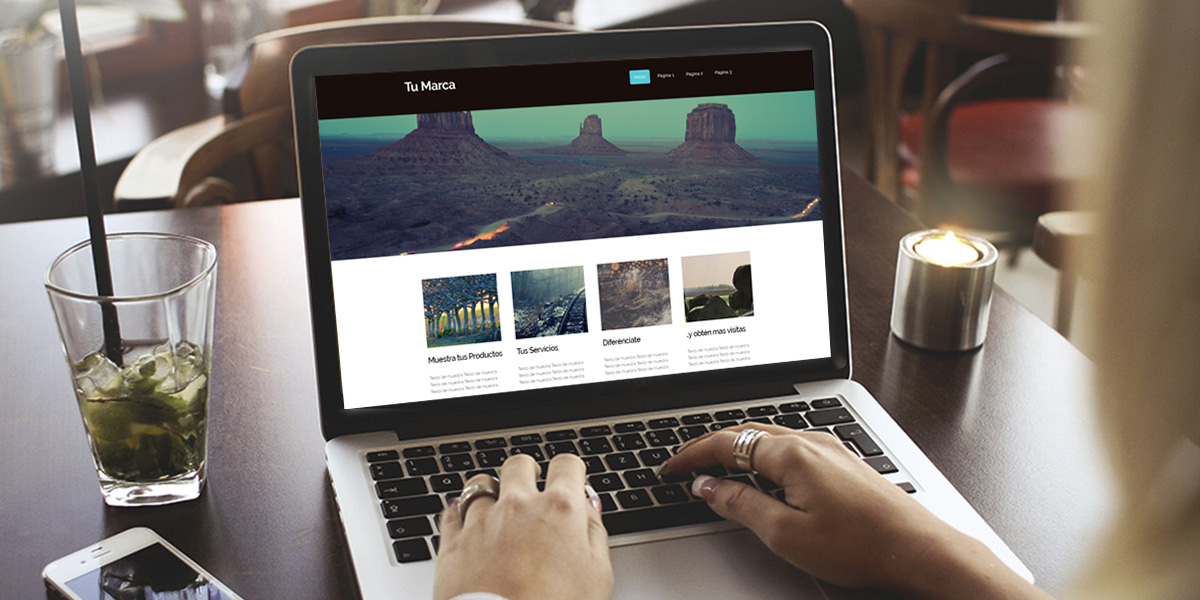 Tu Marca
Inicio
Pagina 1
Pagina 2
Pagina 3
Muestra tus Productos
Tus Servicios
Diferénciate
..y obtén mas visitas
Texto de muestra Texto de muestra
Texto de muestra Texto de muestra
Texto de muestra Texto de muestra
Texto de muestra Texto de muestra
Texto de muestra Texto de muestra
Texto de muestra Texto de muestra
Texto de muestra Texto de muestra
Texto de muestra Texto de muestra
Texto de muestra Texto de muestra
Texto de muestra Texto de muestra
Texto de muestra Texto de muestra
Texto de muestra Texto de muestra